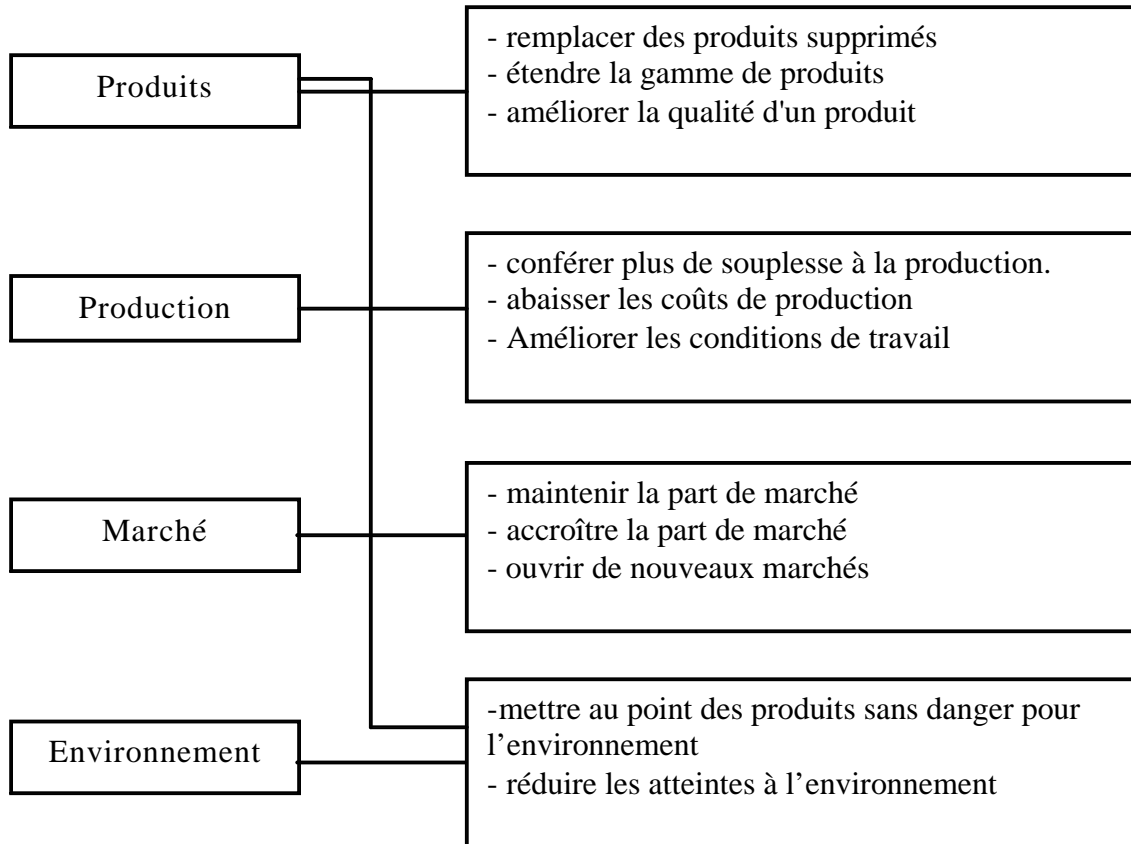 Produits
- remplacer des produits supprimés
- étendre la gamme de produits
- améliorer la qualité d'un produit
Production
- conférer plus de souplesse à la production.
- abaisser les coûts de production
- Améliorer les conditions de travail
Marché
- maintenir la part de marché
- accroître la part de marché
- ouvrir de nouveaux marchés
Environnement
-mettre au point des produits sans danger pour
l’environnement
- réduire les atteintes à l’environnement